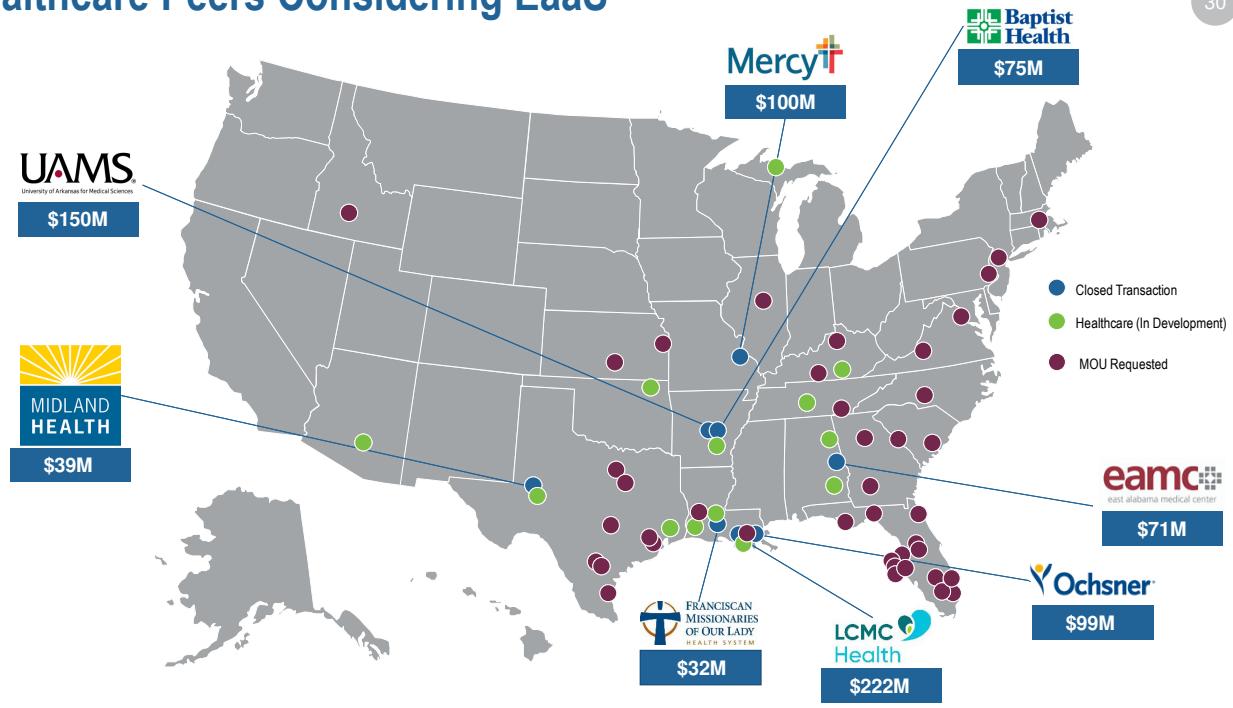 Healthcare Peers Considering EaaS
30
Baptist
Health
$75M
Mercy
$100M
UAMS
University of Arkansas for Medical Sciences
$150M
Closed Transaction
Healthcare (In Development)
MOU Requested
MIDLAND
HEALTH
$39M
eamc
east alabama medical center
$71M
Ochsner
$99M
FRANCISCAN
MISSIONARIES
OF OUR LADY
HEALTH SYSTEM
$32M
LCMC
Health
$222M